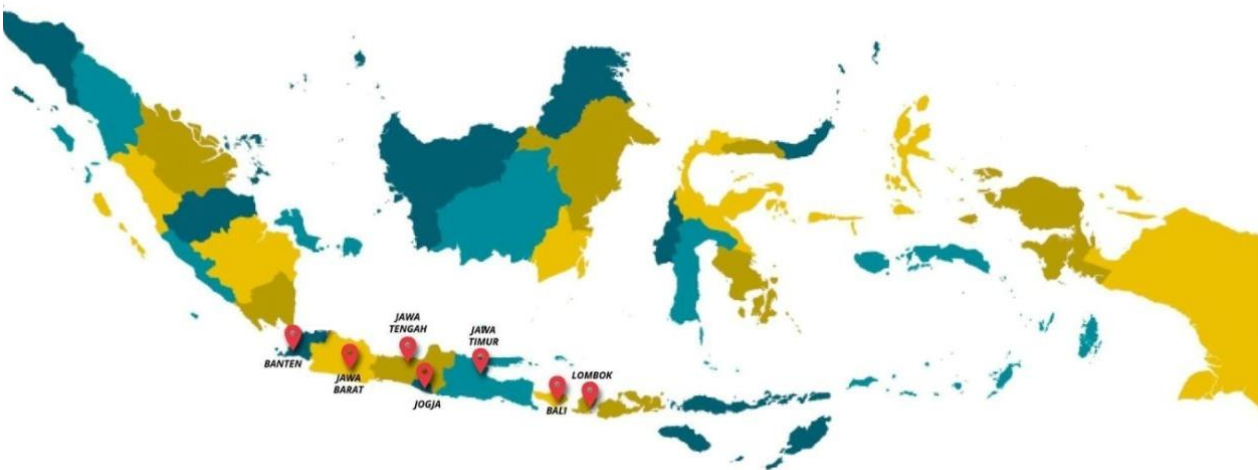 JAWA
TENGAH
JAWA
TIMUR
BANTEN
JAWA
BARAT
LOMBOK
JOGJA
BALI